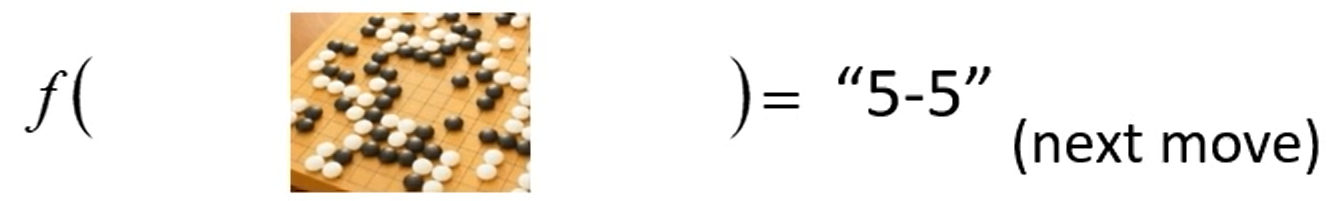 f( ) = “5-5”
(next move)